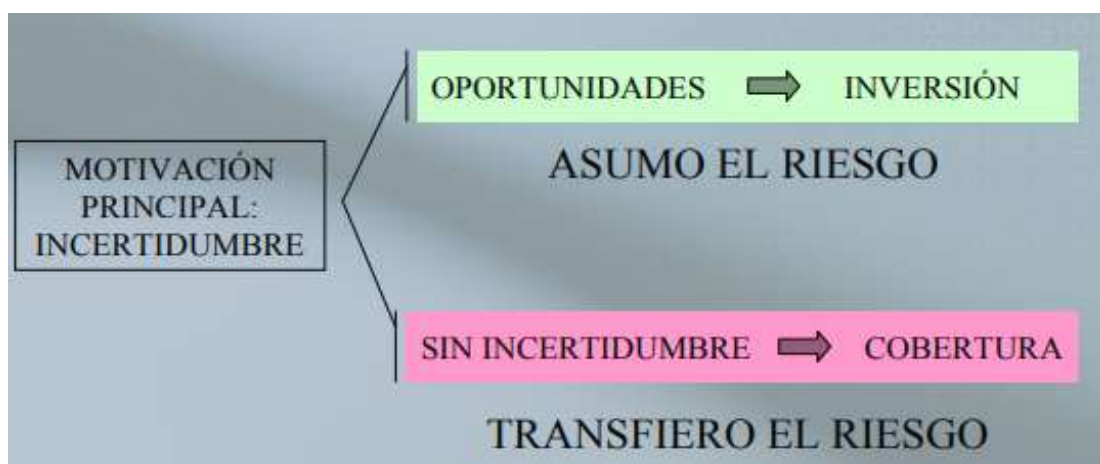 OPORTUNIDADES INVERSIÓN
ASUMO EL RIESGO
MOTIVACIÓN
PRINCIPAL:
INCERTIDUMBRE
SIN INCERTIDUMBRE COBERTURA
TRANSFIERO EL RIESGO